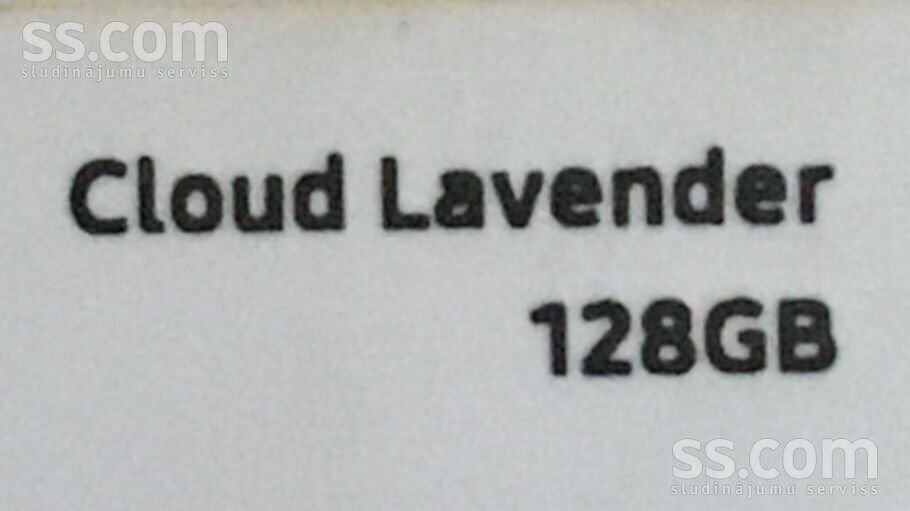 ss.com
sludinājumu serviss
Cloud Lavender
128GB
ss.com
sludinājumu serviss